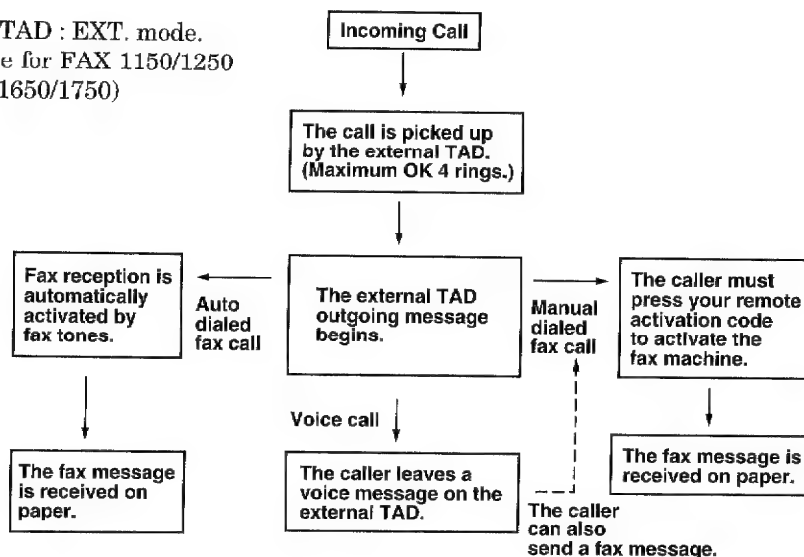 TAD : EXT. mode.
e for FAX 1150/1250
1650/1750)
Incoming Call
The call is picked up
by the external TAD.
(Maximum OK 4 rings.)
Fax reception is
automatically
activated by
fax tones.
Auto
dialed
fax call
The external TAD
outgoing message
begins.
Manual
dialed
fax call
The caller must
press your remote
activation code
to activate the
fax machine.
Voice call
The fax message
is received on
paper.
The caller leaves a
voice message on the
external TAD.
The caller
can also
send a fax message.
The fax message is
received on paper.